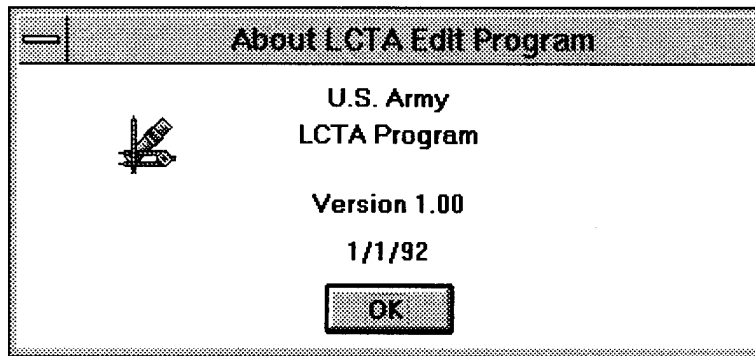 About LCTA Edit Program
U.S. Army
LCTA Program
Version 1.00
1/1/92
OK